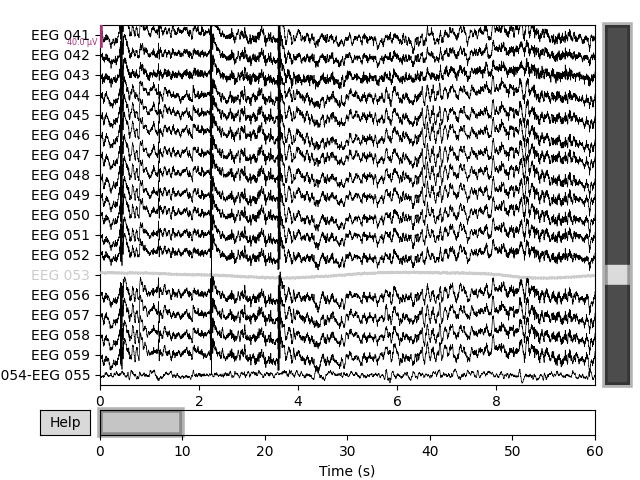 EEG 041
40.0 µV
EEG 042
EEG 043
EEG 044
EEG 045
EEG 046
EEG 047
EEG 048
EEG 049
EEG 050
EEG 051
EEG 052
EEG 053
EEG 056
EEG 057
EEG 058
EEG 059
054-EEG 055
0 2 4 6 8
Help
0 10 20 30 40 50 60
Time (s)